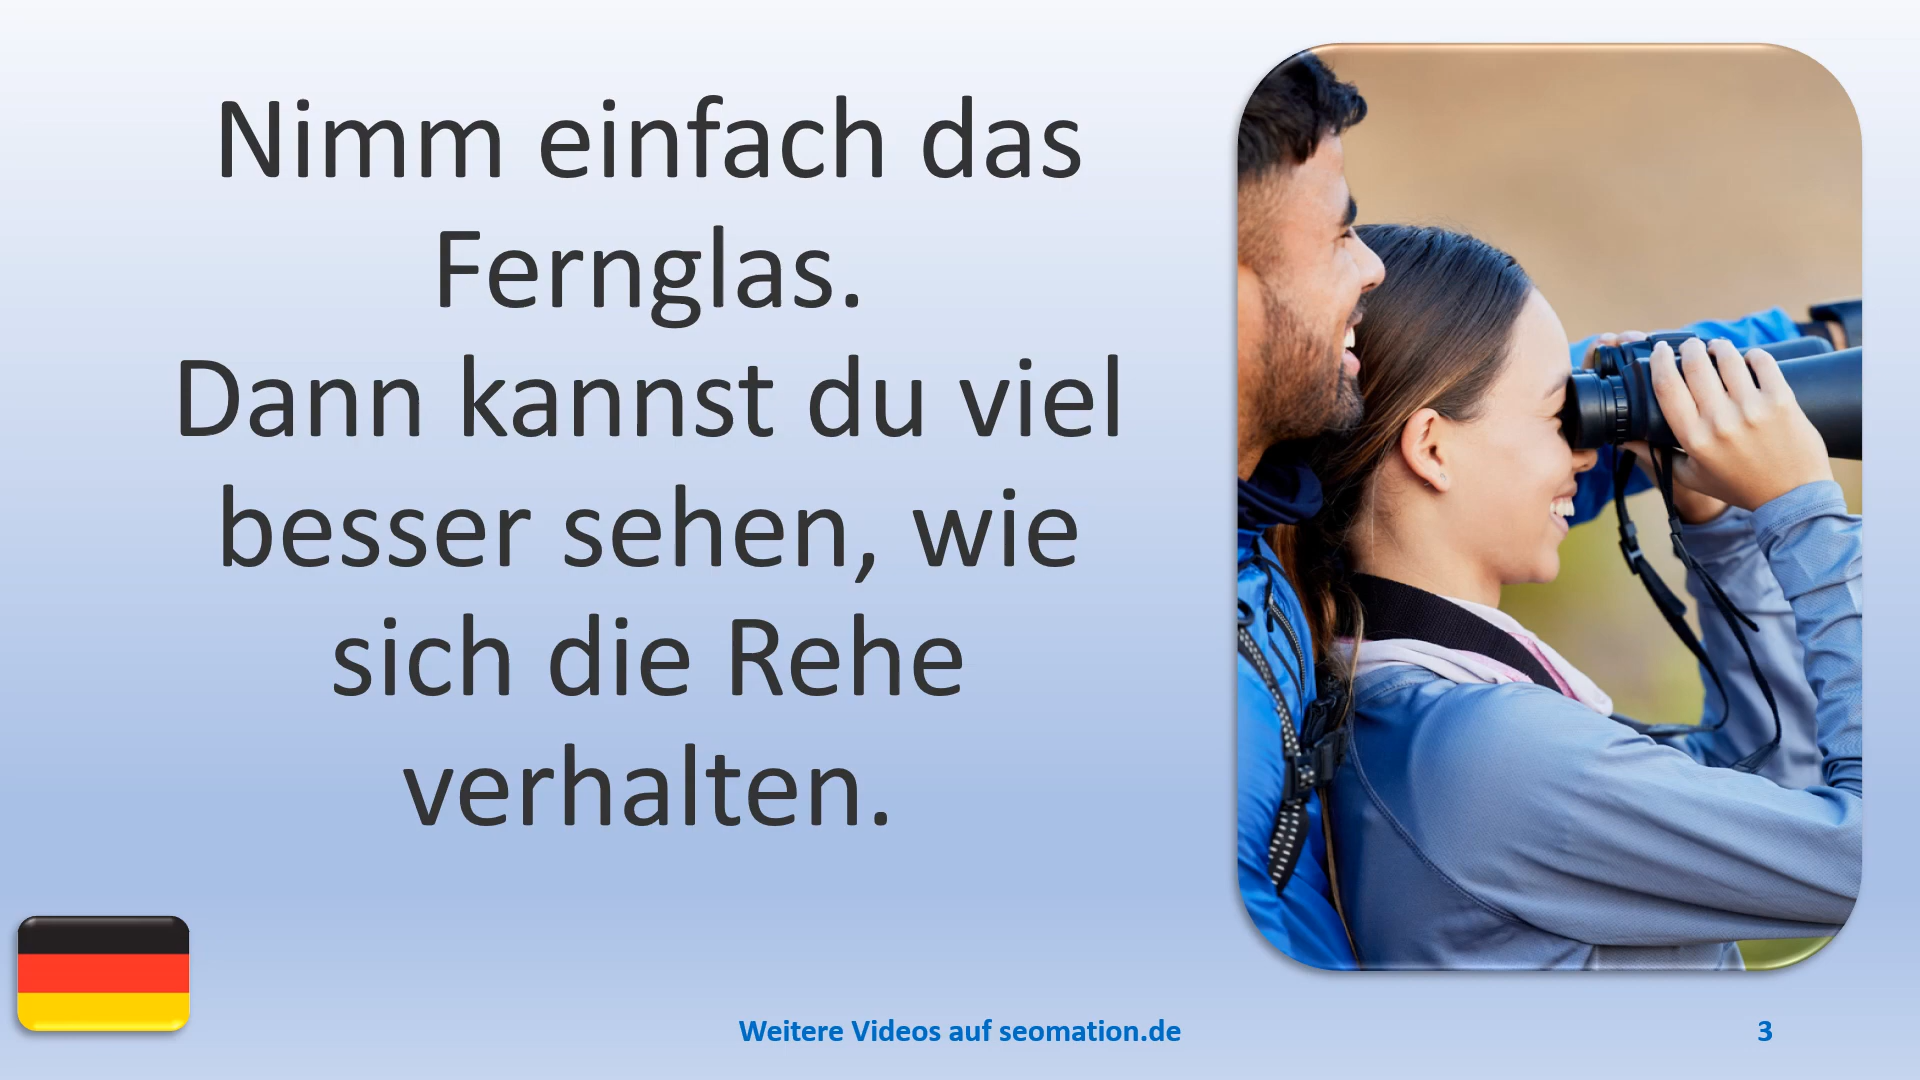 Nimm einfach das
Fernglas.
Dann kannst du viel
besser sehen, wie
sich die Rehe
verhalten.
Weitere Videos auf seomation.de
3